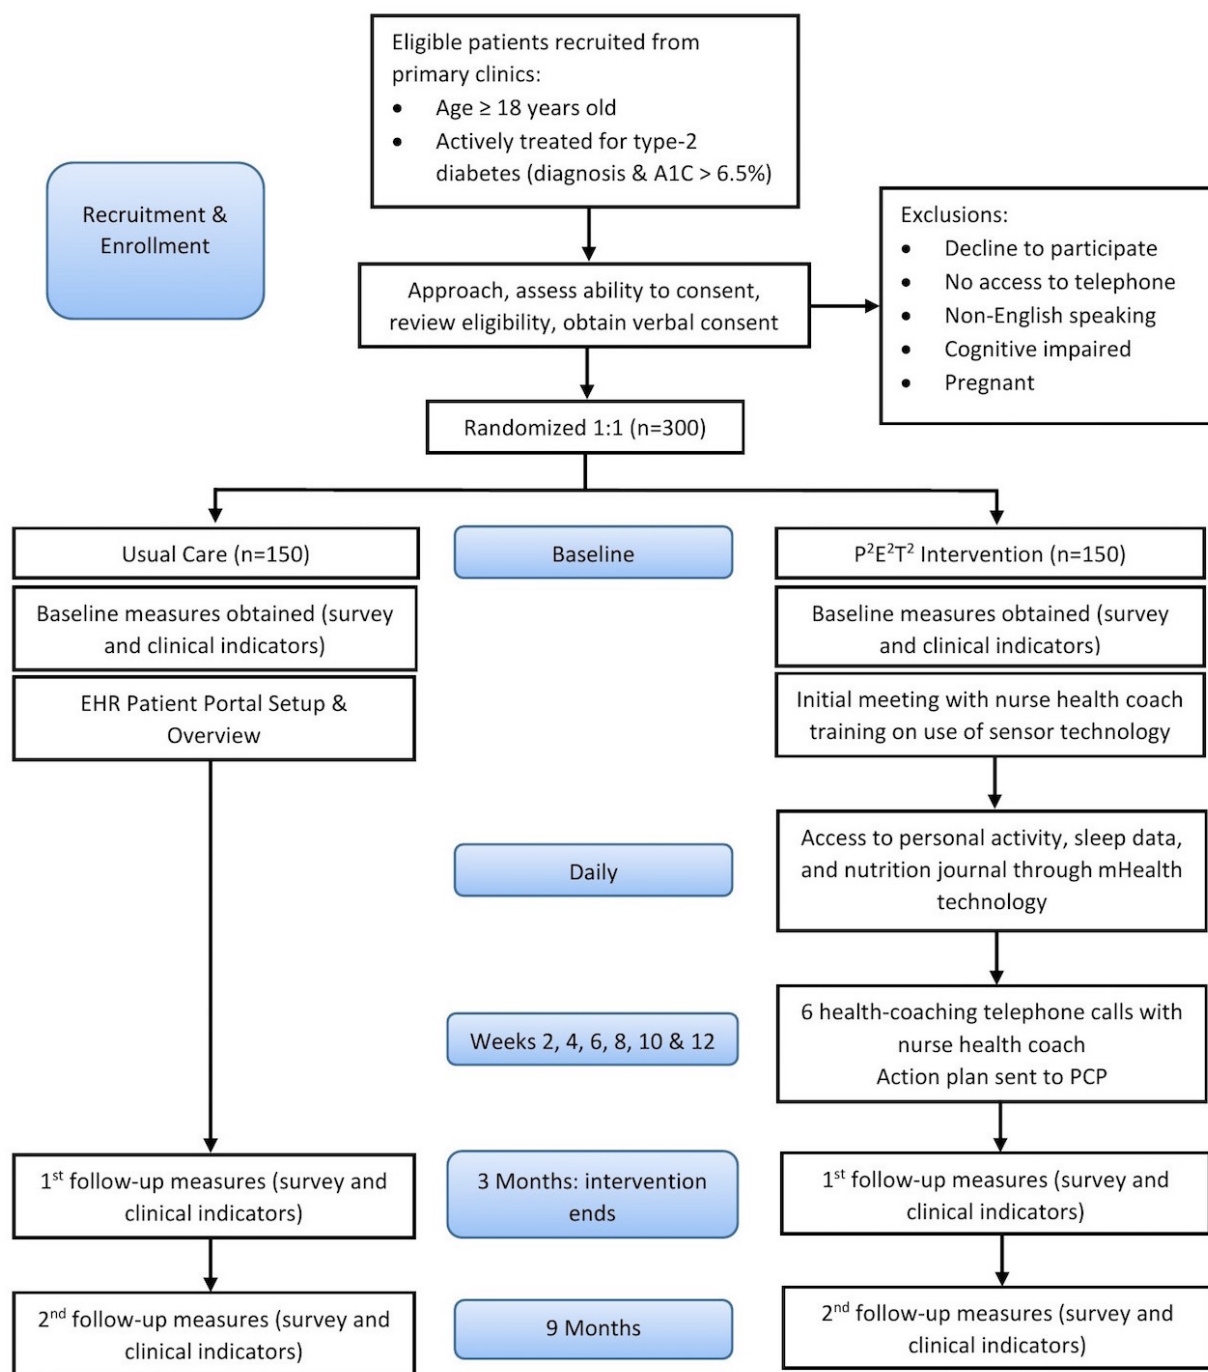 Eligible patients recruited from
primary clinics:
• Age ≥ 18 years old
• Actively treated for type-2
diabetes (diagnosis & A1C > 6.5%)
Recruitment &
Enrollment
Exclusions:
• Decline to participate
• No access to telephone
• Non-English speaking
• Cognitive impaired
• Pregnant
Approach, assess ability to consent,
review eligibility, obtain verbal consent
Randomized 1:1 (n=300)
Usual Care (n=150)
Baseline
P²E²T² Intervention (n=150)
Baseline measures obtained (survey
and clinical indicators)
Baseline measures obtained (survey
and clinical indicators)
EHR Patient Portal Setup &
Overview
Initial meeting with nurse health coach
training on use of sensor technology
Daily
Access to personal activity, sleep data,
and nutrition journal through mHealth
technology
Weeks 2, 4, 6, 8, 10 & 12
6 health-coaching telephone calls with
nurse health coach
Action plan sent to PCP
1st follow-up measures (survey and
clinical indicators)
3 Months: intervention
ends
1st follow-up measures (survey and
clinical indicators)
2nd follow-up measures (survey and
clinical indicators)
9 Months
2nd follow-up measures (survey and
clinical indicators)